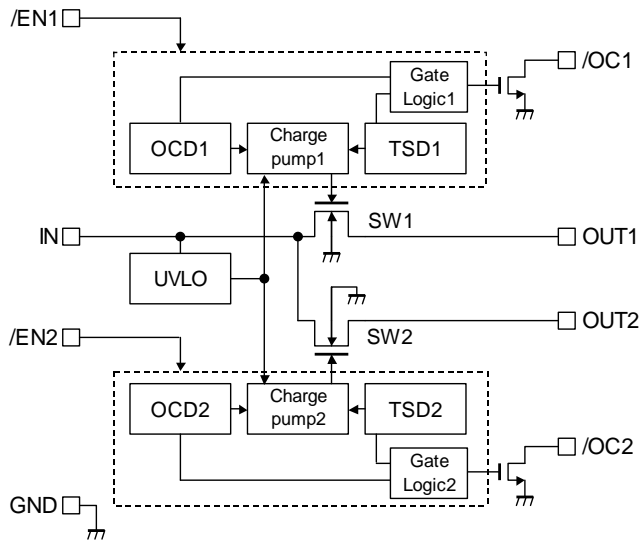 /EN1
/OC1
Gate
Logic1
OCD1
Charge
pump1
TSD1
SW1
IN
OUT1
UVLO
OUT2
/EN2
SW2
OCD2
Charge
pump2
TSD2
/OC2
Gate
Logic2
GND